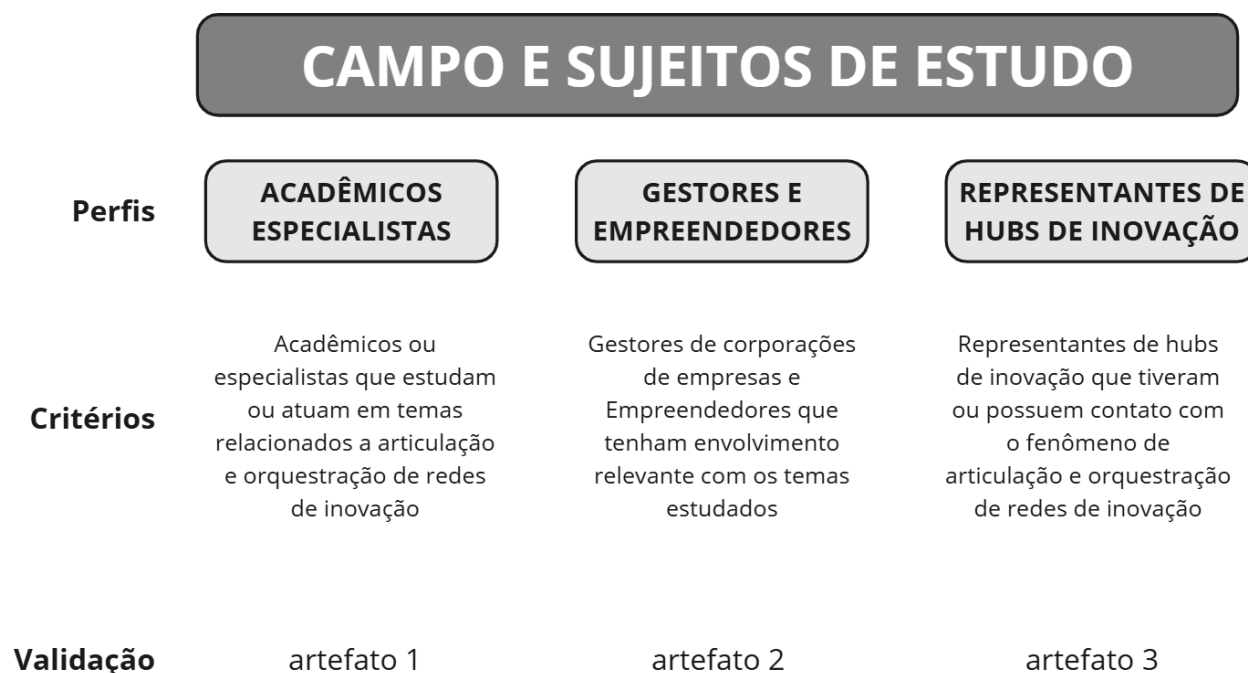 CAMPO E SUJEITOS DE ESTUDO
Perfis
ACADÊMICOS
ESPECIALISTAS
GESTORES E
EMPREENDEDORES
REPRESENTANTES DE
HUBS DE INOVAÇÃO
Critérios
Acadêmicos ou
especialistas que estudam
ou atuam em temas
relacionados a articulação
e orquestração de redes
de inovação
Gestores de corporações
de empresas e
Empreendedores que
tenham envolvimento
relevante com os temas
estudados
Representantes de hubs
de inovação que tiveram
ou possuem contato com
o fenômeno de
articulação e orquestração
de redes de inovação
Validação
artefato 1
artefato 2
artefato 3